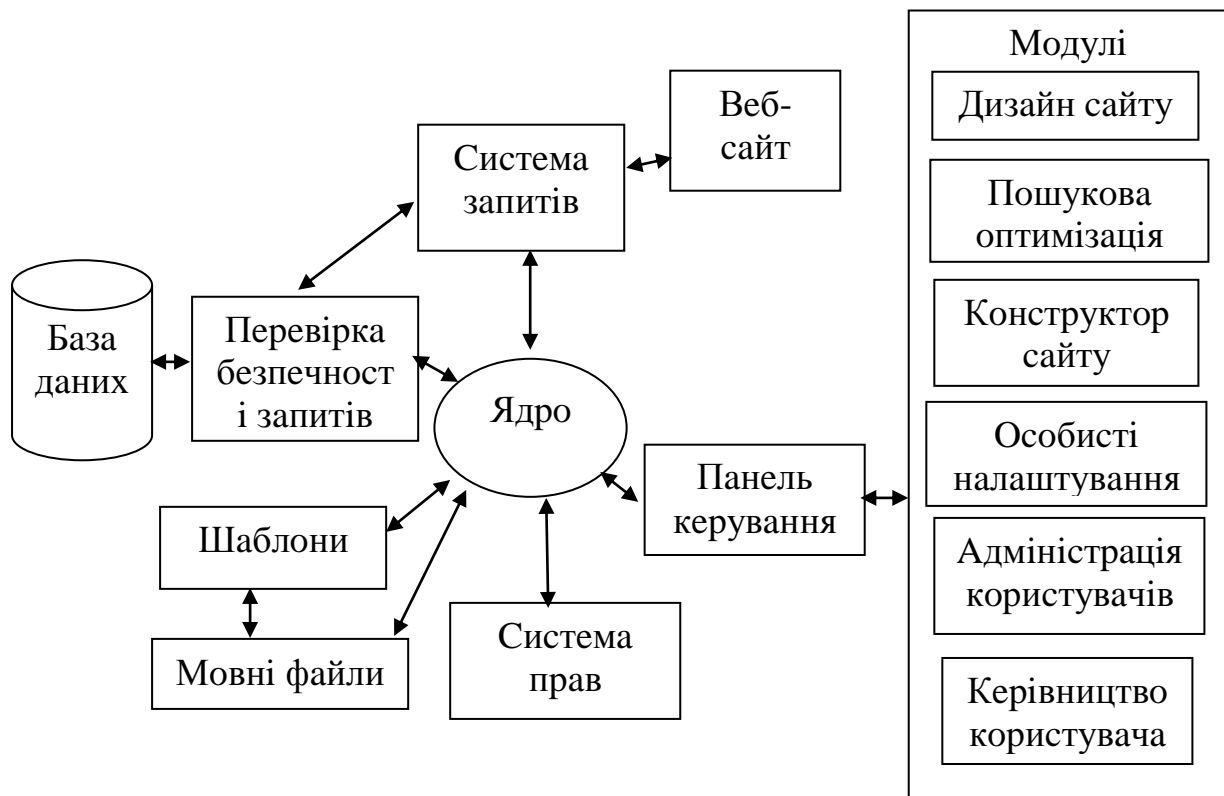 Модулі
Веб-
сайт
Дизайн сайту
Система
запитів
Пошукова
оптимізація
База
даних
Перевірка
безпечност
і запитів
Конструктор
сайту
Ядро
Особисті
налаштування
Панель
керування
Шаблони
Адміністрація
користувачів
Мовні файли
Система
прав
Керівництво
користувача